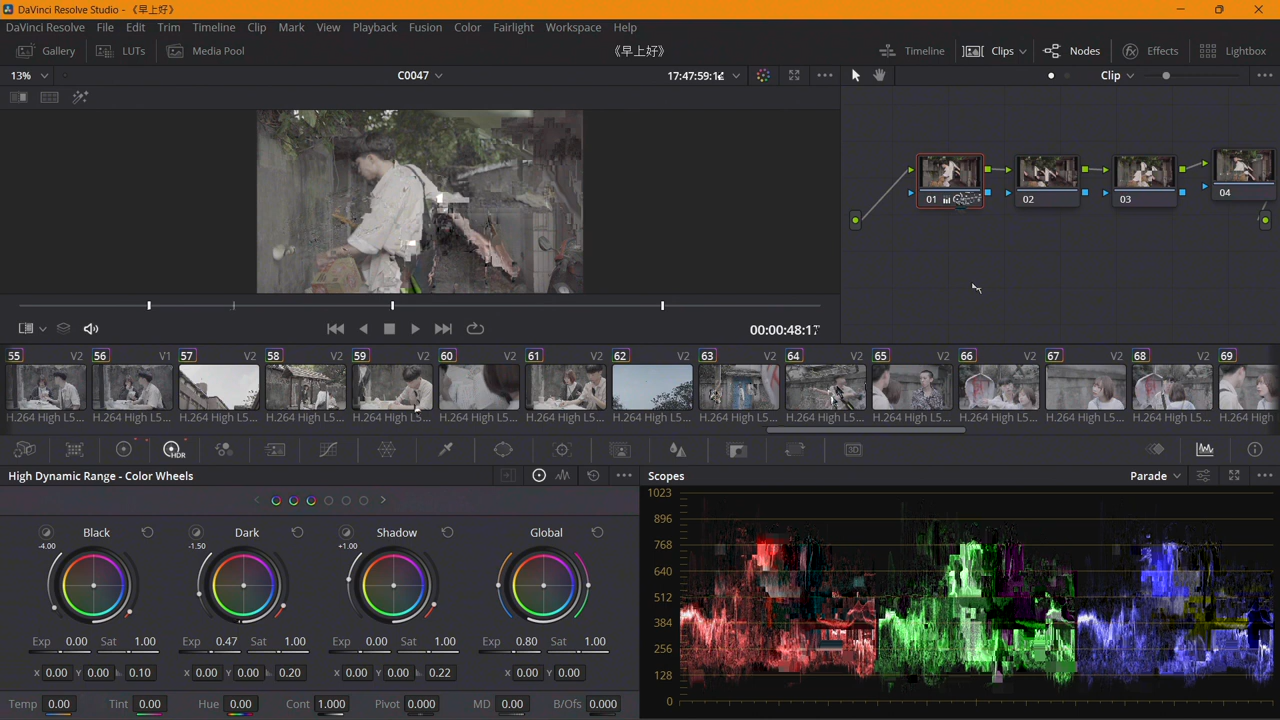 DaVinci Resolve Studio - 《早上好》
DaVinci Resolve File Edit Trim Timeline Clip Mark View Playback Fusion Color Fairlight Workspace Help
Gallery LUTs Media Pool 《早上好》 Timeline Clips Nodes Effects Lightbox
13% C0047 17:47:59: Clip
01 02 03 04
00:00:48:1
55 V2 56 V1 57 V2 58 V2 59 V2 60 V2 61 V2 62 V2 63 V2 64 V2 65 V2 66 V2 67 V2 68 V2 69
H.264 High L5... H.264 High L5... H.264 High L5... H.264 High L5... H.264 High L5... H.264 High L5... H.264 High L5... H.264 High L5... H.264 High L5... H.264 High L5... H.264 High L5... H.264 High L5... H.264 High L5... H.264 High L5... H.264 Hi
HDR 3D
High Dynamic Range - Color Wheels Scopes Parade
Black Dark Shadow Global
-4.00 -1.50 +1.00
Exp 0.00 Sat 1.00 Exp 0.47 Sat 1.00 Exp 0.00 Sat 1.00 Exp 0.80 Sat 1.00
X 0.00 Y 0.00 L 0.10 X 0.00 Y 0.00 L 0.20 X 0.00 Y 0.00 L 0.22 X 0.00 Y 0.00
Temp 0.00 Tint 0.00 Hue 0.00 Cont 1.000 Pivot 0.000 MD 0.00 B/Ofs 0.000
1023
896
768
640
512
384
256
128
0